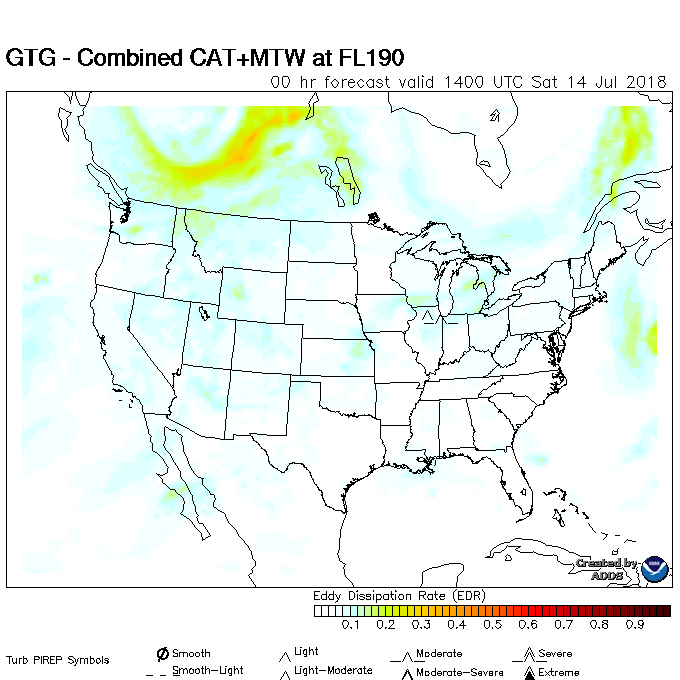 GTG - Combined CAT+MTW at FL190
00 hr forecast valid 1400 UTC Sat 14 Jul 2018
Created by
ADDS
Eddy Dissipation Rate (EDR)
0.1 0.2 0.3 0.4 0.5 0.6 0.7 0.8 0.9
Turb PIREP Symbols
Smooth Light Moderate Severe
Smooth-Light Light-Moderate Moderate-Severe Extreme